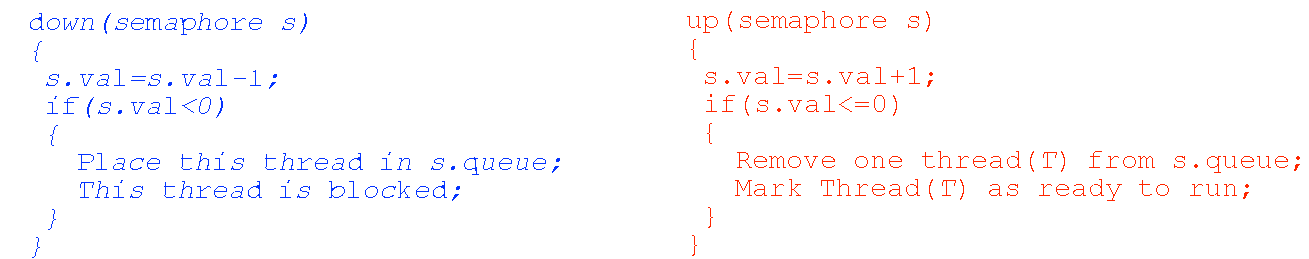 down(semaphore s)
{
s.val=s.val-1;
if(s.val<0)
{
Place this thread in s.queue;
This thread is blocked;
}
}
up(semaphore s)
{
s.val=s.val+1;
if(s.val<=0)
{
Remove one thread(T) from s.queue;
Mark Thread(T) as ready to run;
}
}